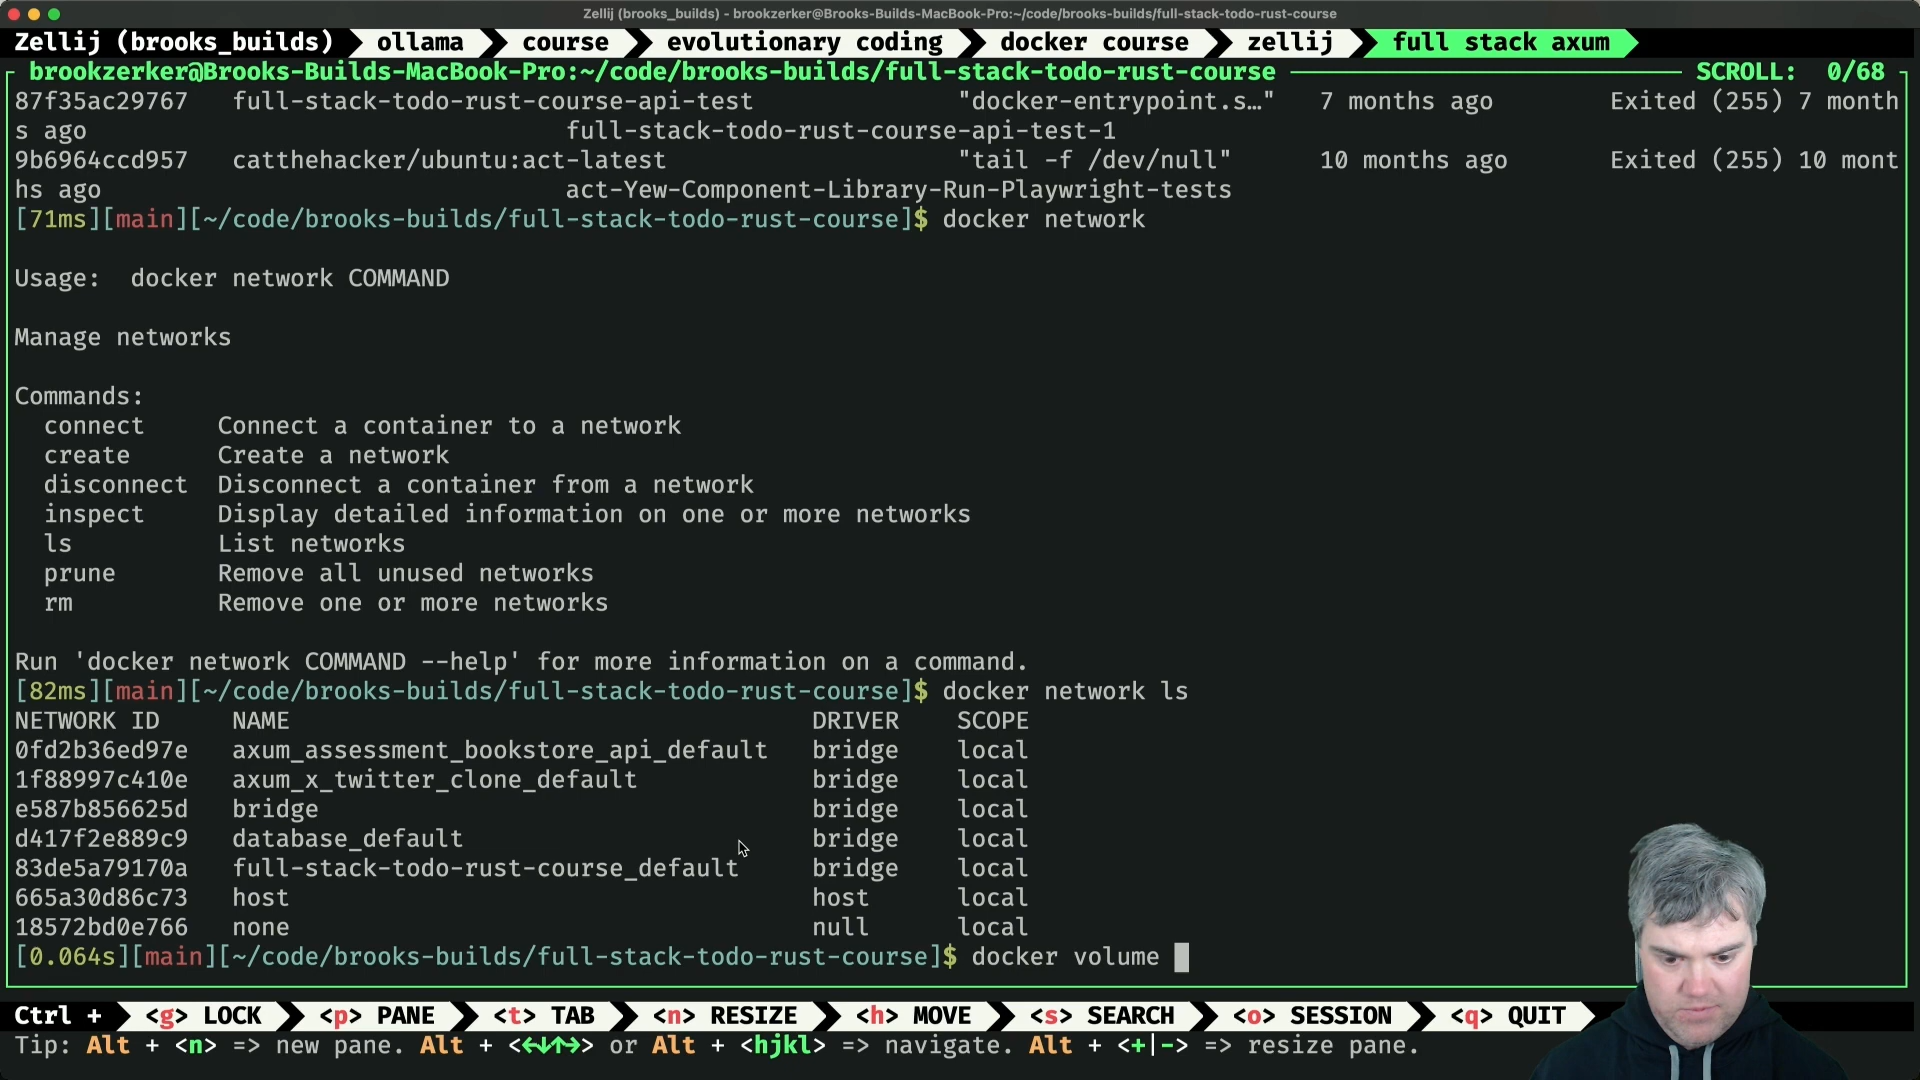 Zellij (brooks_builds) - brookzerker@Brooks-Builds-MacBook-Pro:~/code/brooks-builds/full-stack-todo-rust-course
Zellij (brooks_builds) ollama course evolutionary coding docker course zellij full stack axum
brookzerker@Brooks-Builds-MacBook-Pro:~/code/brooks-builds/full-stack-todo-rust-course SCROLL: 0/68
87f35ac29767 full-stack-todo-rust-course-api-test "docker-entrypoint.s…" 7 months ago Exited (255) 7 month
s ago full-stack-todo-rust-course-api-test-1
9b6964ccd957 catthehacker/ubuntu:act-latest "tail -f /dev/null" 10 months ago Exited (255) 10 mont
hs ago act-Yew-Component-Library-Run-Playwright-tests
[71ms][main][~/code/brooks-builds/full-stack-todo-rust-course]$ docker network
Usage: docker network COMMAND
Manage networks
Commands:
connect Connect a container to a network
create Create a network
disconnect Disconnect a container from a network
inspect Display detailed information on one or more networks
ls List networks
prune Remove all unused networks
rm Remove one or more networks
Run 'docker network COMMAND --help' for more information on a command.
[82ms][main][~/code/brooks-builds/full-stack-todo-rust-course]$ docker network ls
NETWORK ID NAME DRIVER SCOPE
0fd2b36ed97e axum_assessment_bookstore_api_default bridge local
1f88997c410e axum_x_twitter_clone_default bridge local
e587b856625d bridge bridge local
d417f2e889c9 database_default bridge local
83de5a79170a full-stack-todo-rust-course_default bridge local
665a30d86c73 host host local
18572bd0e766 none null local
[0.064s][main][~/code/brooks-builds/full-stack-todo-rust-course]$ docker volume
Ctrl + <g> LOCK <p> PANE <t> TAB <n> RESIZE <h> MOVE <s> SEARCH <o> SESSION <q> QUIT
Tip: Alt + <n> => new pane. Alt + <←↓↑→> or Alt + <hjkl> => navigate. Alt + <+|-> => resize pane.